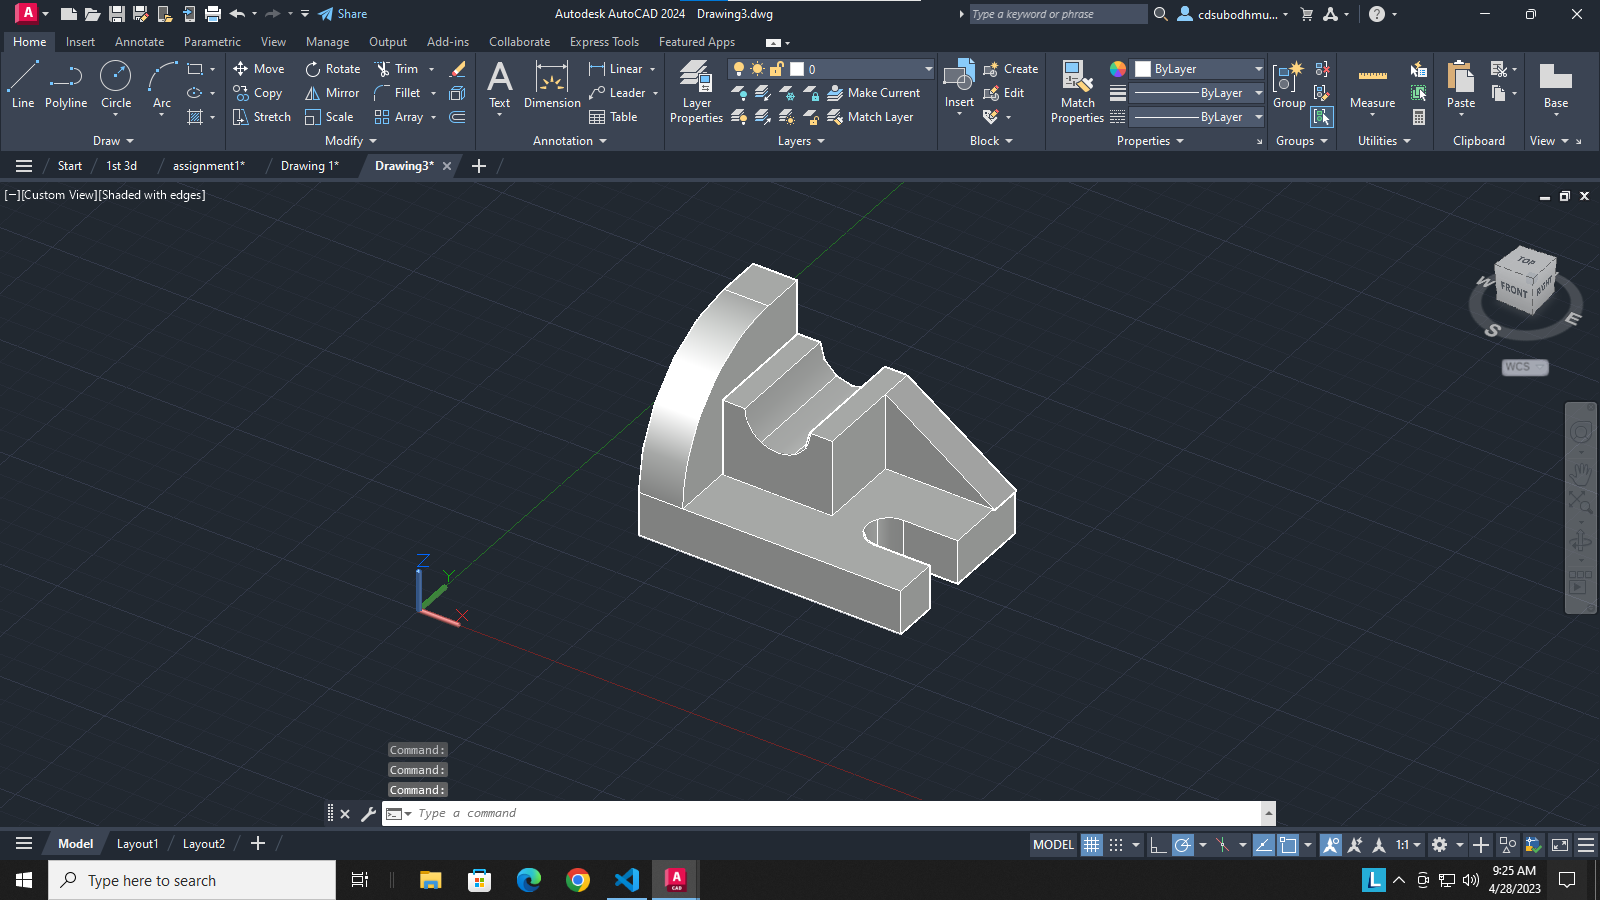 A CAD
Share
Autodesk AutoCAD 2024 Drawing3.dwg
Type a keyword or phrase
cdsubodhmu...
Home Insert Annotate Parametric View Manage Output Add-ins Collaborate Express Tools Featured Apps
Line Polyline Circle Arc
Move Rotate Trim
Copy Mirror Fillet
Stretch Scale Array
Text Dimension
Linear
Leader
Table
Layer Properties
0
Make Current
Match Layer
Insert
Create
Edit
Match Properties
ByLayer
ByLayer
ByLayer
Group
Measure
Paste
Base
Draw Modify Annotation Layers Block Properties Groups Utilities Clipboard View
Start 1st 3d assignment1* Drawing 1* Drawing3*
[−][Custom View][Shaded with edges]
TOP
FRONT RIGHT
W
S
E
WCS
Z
Y
X
Command:
Command:
Command:
Type a command
Model Layout1 Layout2
MODEL
1:1
Type here to search
A CAD
L
9:25 AM
4/28/2023